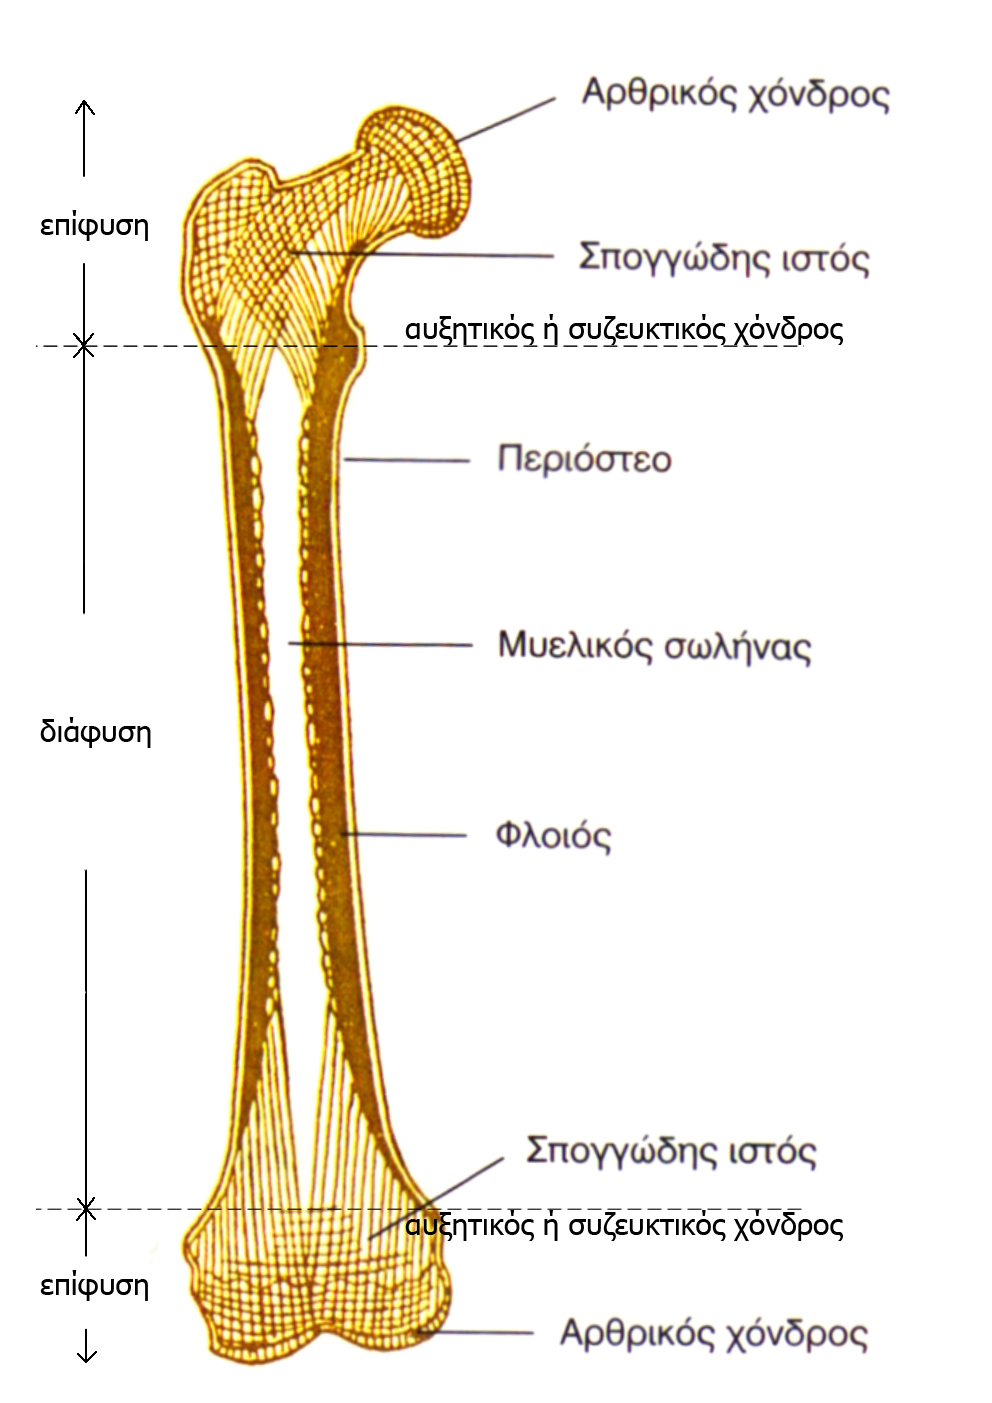 Αρθρικός χόνδρος
επίφυση
Σπογγώδης ιστός
αυξητικός ή συζευκτικός χόνδρος
Περιόστεο
Μυελικός σωλήνας
διάφυση
Φλοιός
Σπογγώδης ιστός
αυξητικός ή συζευκτικός χόνδρος
επίφυση
Αρθρικός χόνδρος